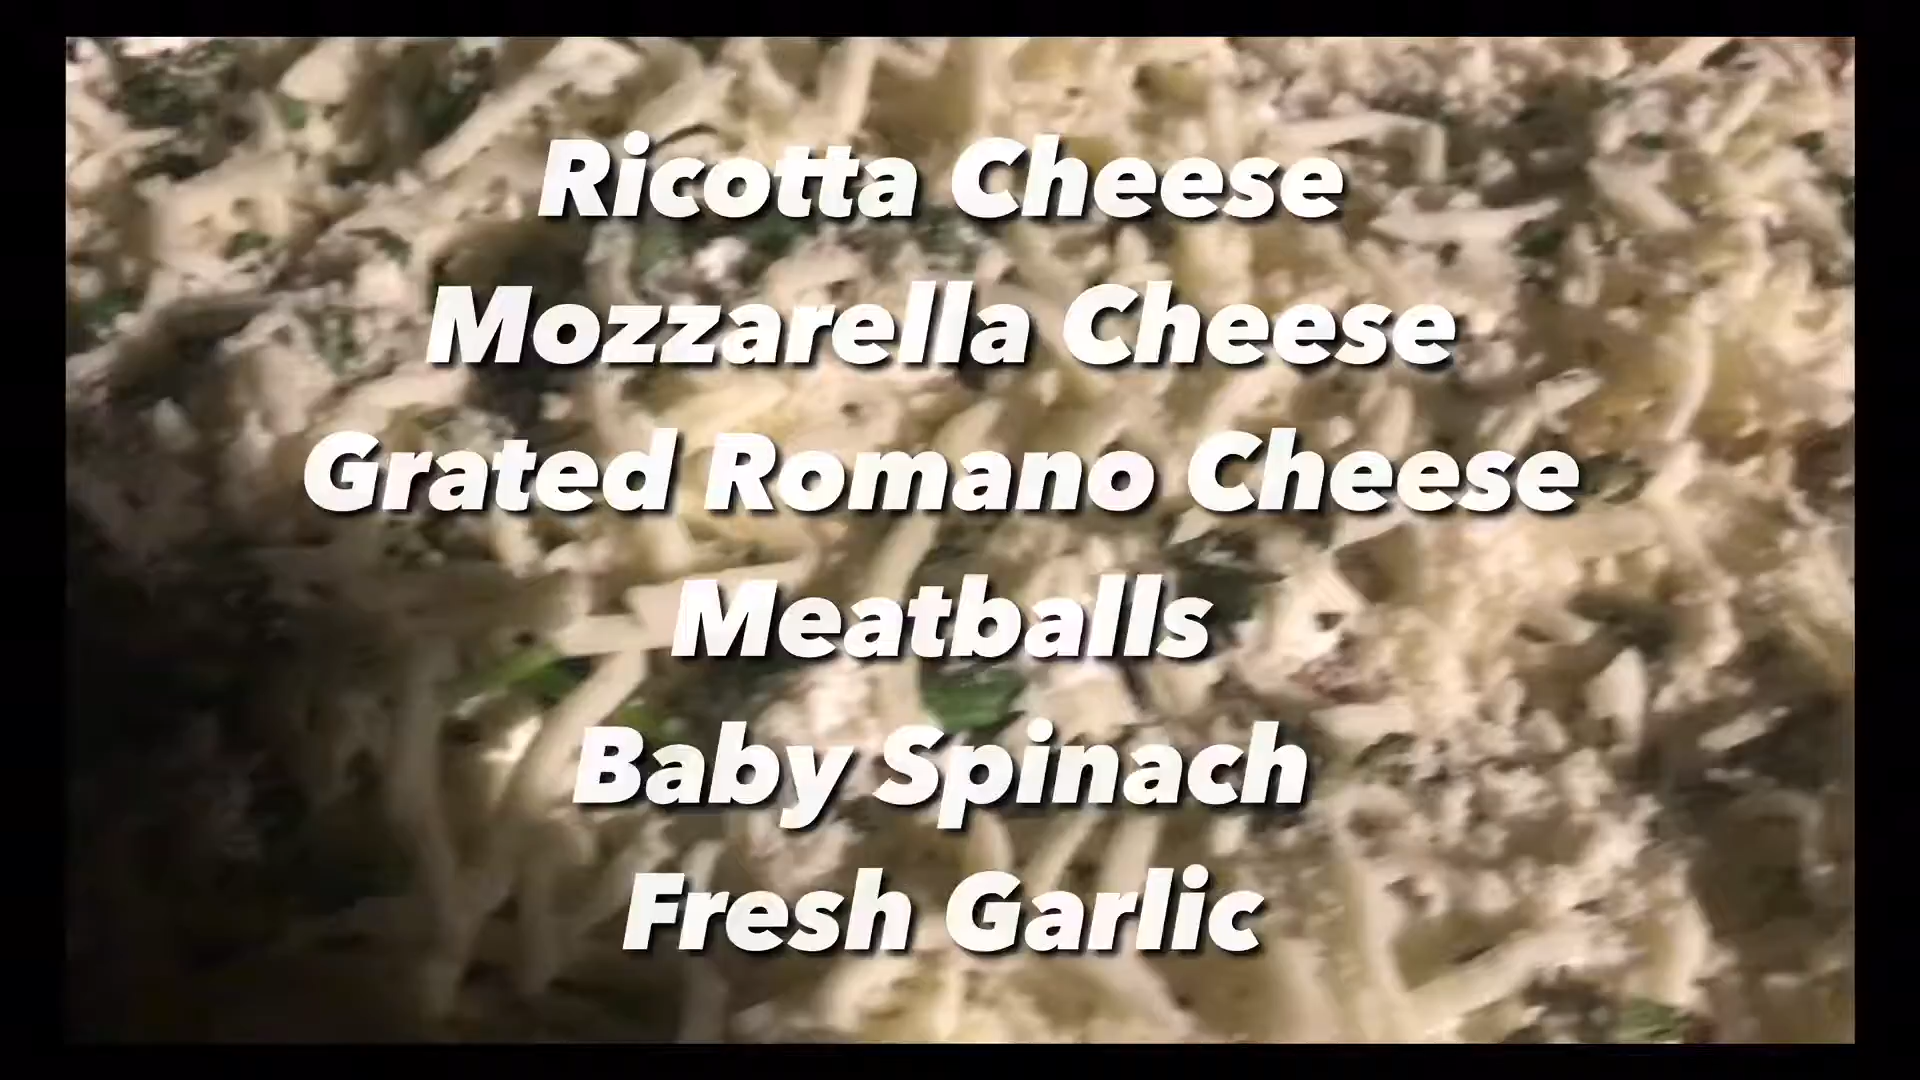 Ricotta Cheese
Mozzarella Cheese
Grated Romano Cheese
Meatballs
Baby Spinach
Fresh Garlic